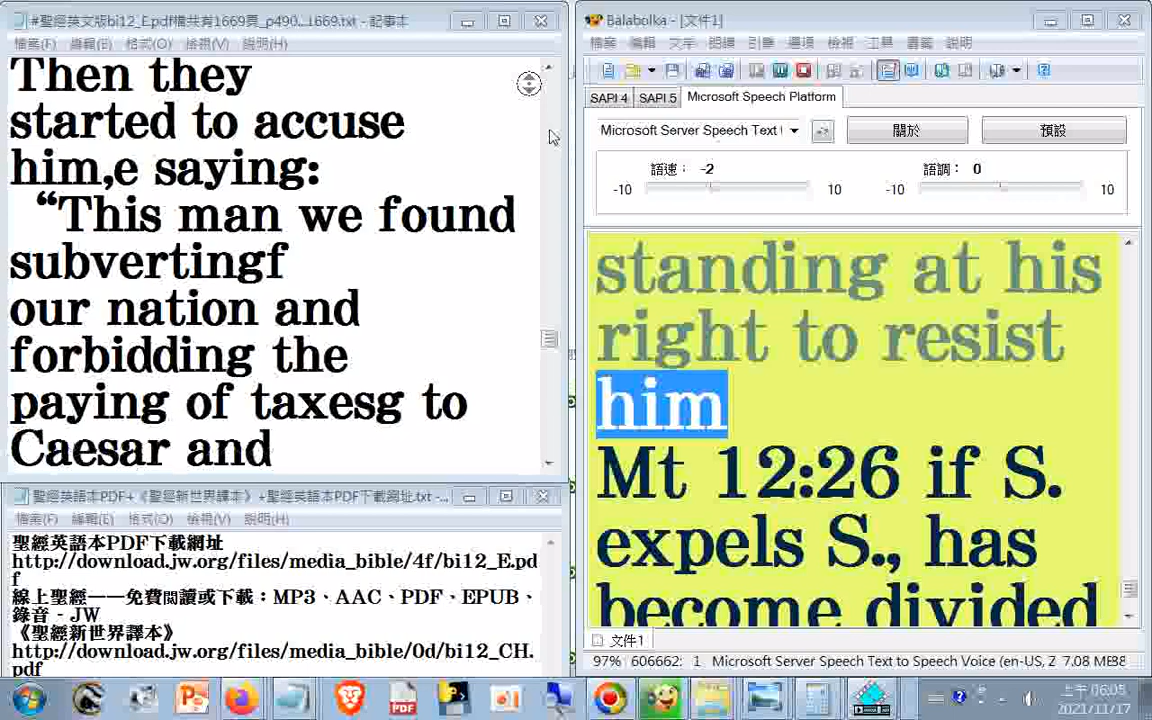 #聖經英文版bi12_E.pdf檔共有1669頁_p490...1669.txt - 記事本
檔案(F) 編輯(E) 格式(O) 檢視(V) 說明(H)
Then they
started to accuse
him,e saying:
“This man we found
subvertingf
our nation and
forbidding the
paying of taxesg to
Caesar and
聖經英語本PDF+《聖經新世界譯本》+聖經英語本PDF下載網址.txt -...
檔案(F) 編輯(E) 格式(O) 檢視(V) 說明(H)
聖經英語本PDF下載網址
http://download.jw.org/files/media_bible/4f/bi12_E.pd
f
線上聖經——免費閱讀或下載：MP3、AAC、PDF、EPUB、
錄音 - JW
《聖經新世界譯本》
http://download.jw.org/files/media_bible/0d/bi12_CH.
pdf
Balabolka - [文件1]
檔案 編輯 文字 朗讀 引擎 選項 檢視 工具 書籤 說明
SAPI 4 SAPI 5 Microsoft Speech Platform
Microsoft Server Speech Text 關於 預設
語速： -2 語調： 0
-10 10 -10 10
standing at his
right to resist
him
Mt 12:26 if S.
expels S., has
become divided
文件1
97% 606662: 1 Microsoft Server Speech Text to Speech Voice (en-US, Z 7.08 MB
上午 06:05
2021/11/17